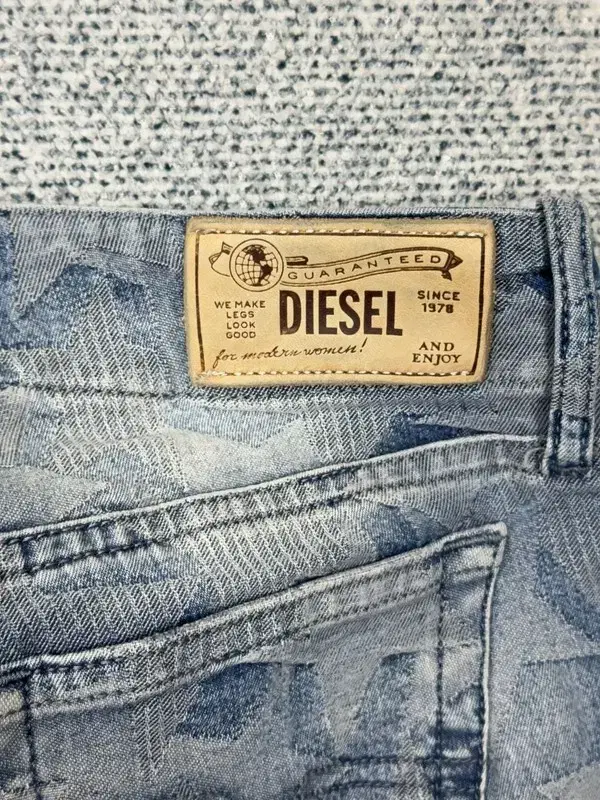 GUARANTEED
WE MAKE
LEGS
LOOK
GOOD
DIESEL
SINCE
1978
for modern women!
AND
ENJOY